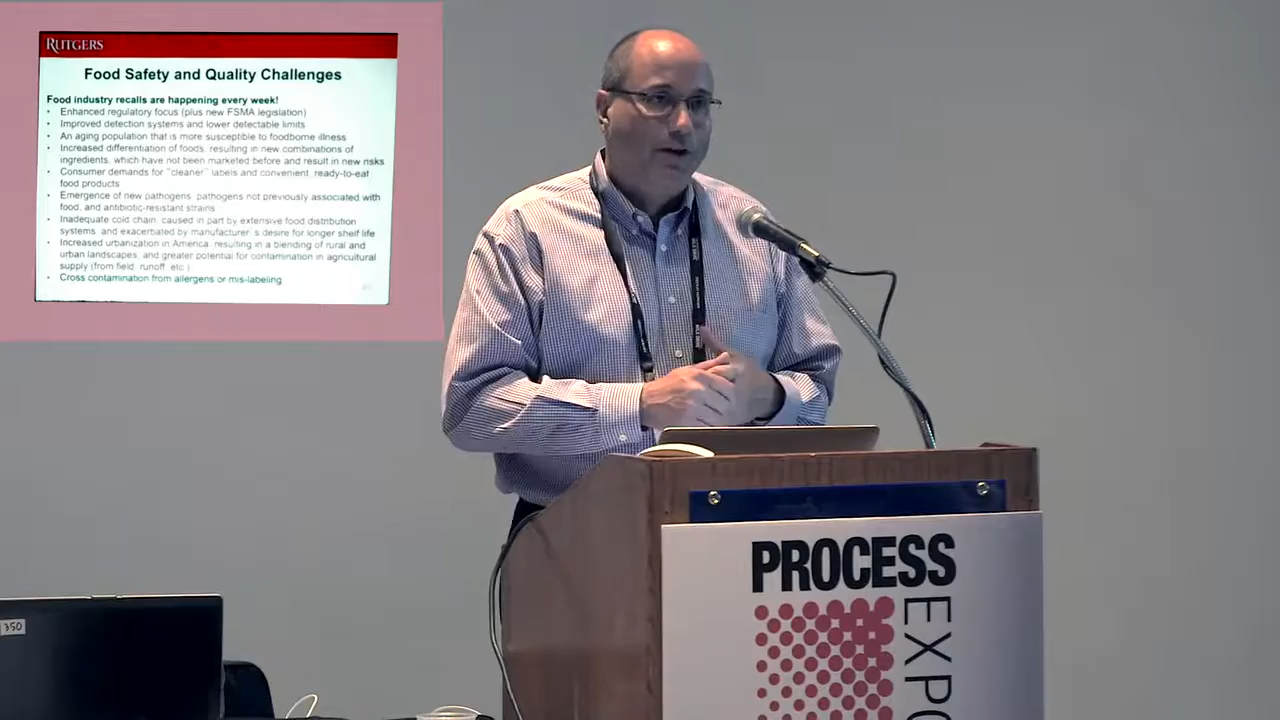 RUTGERS
Food Safety and Quality Challenges
Food industry recalls are happening every week!
• Enhanced regulatory focus (plus new FSMA legislation)
• Improved detection systems and lower detectable limits
• An aging population that is more susceptible to foodborne illness
• Increased differentiation of foods, resulting in new combinations of
ingredients, which have not been marketed before and result in new risks
• Consumer demands for "cleaner" labels and convenient, ready-to-eat
food products
• Emergence of new pathogens, pathogens not previously associated with
food, and antibiotic-resistant strains
• Inadequate cold chain, caused in part by extensive food distribution
systems, and exacerbated by manufacturer's desire for longer shelf life
• Increased urbanization in America, resulting in a blending of rural and
urban landscapes, and greater potential for contamination in agricultural
supply (from field, runoff, etc.)
• Cross contamination from allergens or mis-labeling
PROCESS
EXPO
350